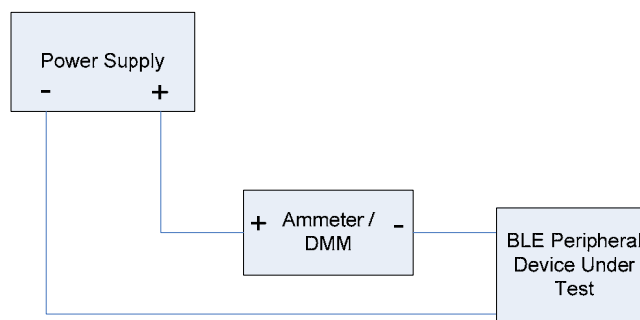 Power Supply
- +
+ Ammeter / -
DMM
BLE Peripheral
Device Under
Test